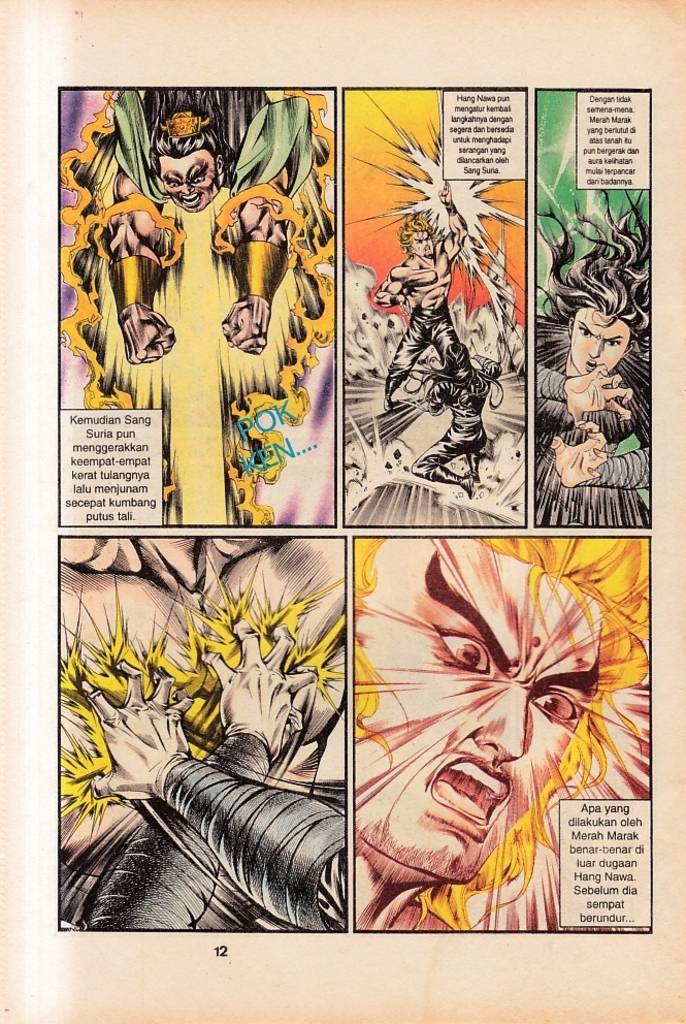 Kemudian Sang
Suria pun
menggerakkan
keempat-empat
kerat tulangnya
lalu menjunam
secepat kumbang
putus tali.
POK
KEN....
Hang Nawa pun
mengatur kembali
langkahnya dengan
segera dan bersedia
untuk menghadapi
serangan yang
dilancarkan oleh
Sang Suria.
Dengan tidak
semena-mena,
Merah Marak
yang berlutut di
atas tanah itu
pun bergerak dan
aura kelihatan
mulai terpancar
dari badannya.
Apa yang
dilakukan oleh
Merah Marak
benar-benar di
luar dugaan
Hang Nawa.
Sebelum dia
sempat
berundur...
12